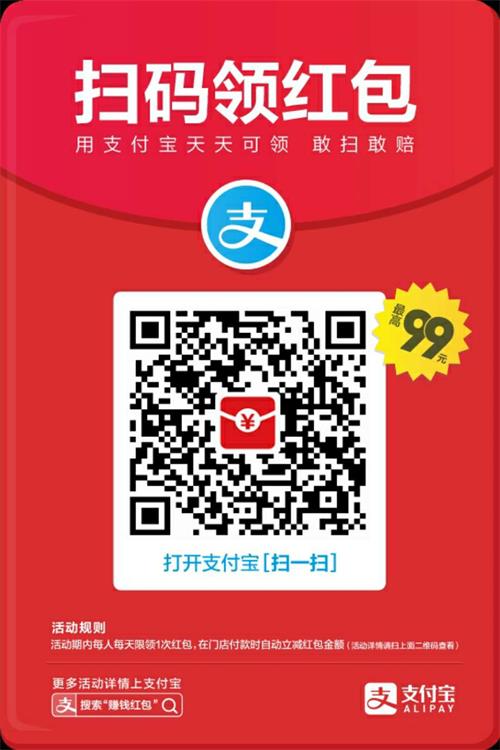 扫码领红包
用支付宝天天可领 敢扫敢赔
支
最高99元
¥
打开支付宝[扫一扫]
活动规则
活动期内每人每天限领1次红包,在门店付款时自动立减红包金额(活动详情请扫上面二维码查看)
更多活动详情上支付宝
支 搜索"赚钱红包"
支 支付宝
ALIPAY